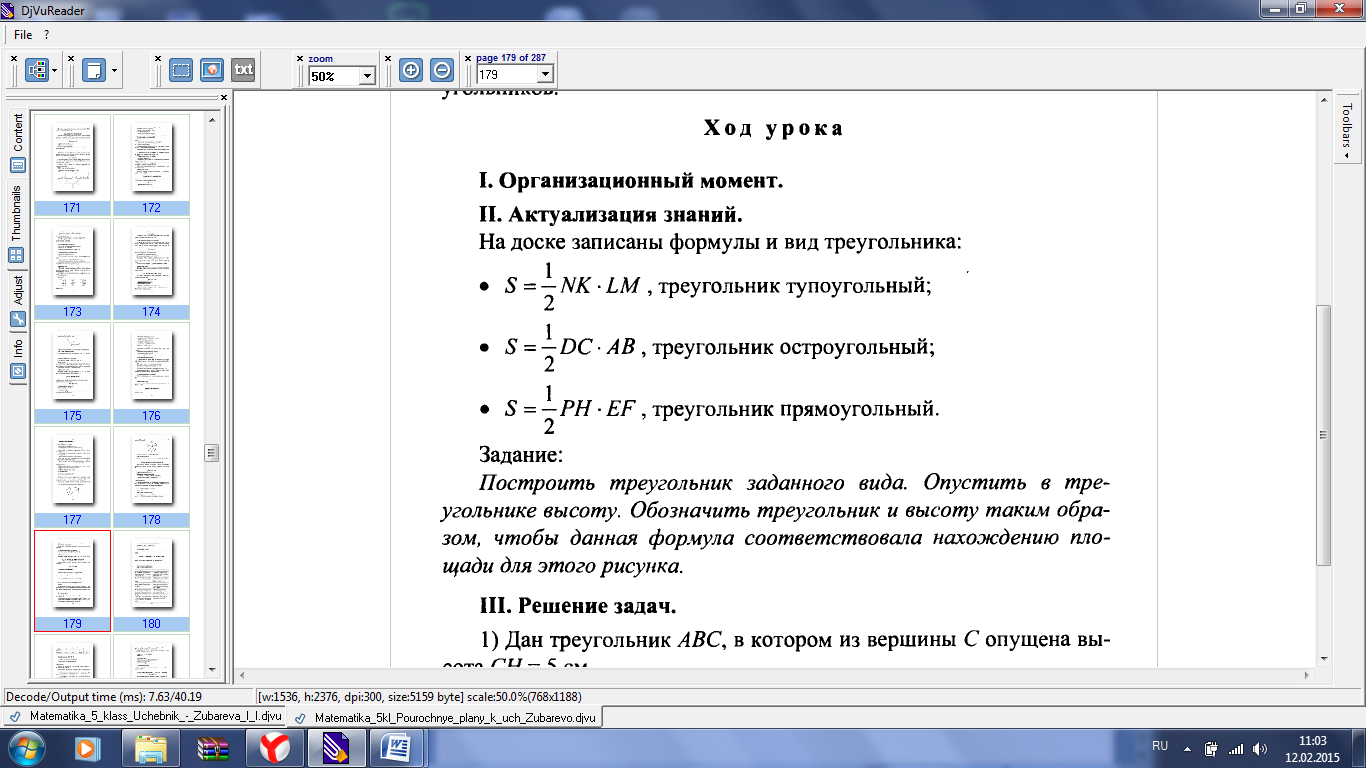 DjVuReader
File ?
zoom
50%
txt
page 179 of 287
179
Content
Thumbnails
Adjust
Info
Toolbars
171 172
173 174
175 176
177 178
179 180
угольников.
Ход урока
I. Организационный момент.
II. Актуализация знаний.
На доске записаны формулы и вид треугольника:
• S = 1/2 NK · LM , треугольник тупоугольный;
• S = 1/2 DC · AB , треугольник остроугольный;
• S = 1/2 PH · EF , треугольник прямоугольный.
Задание:
Построить треугольник заданного вида. Опустить в тре-
угольнике высоту. Обозначить треугольник и высоту таким обра-
зом, чтобы данная формула соответствовала нахождению пло-
щади для этого рисунка.
III. Решение задач.
1) Дан треугольник ABC, в котором из вершины C опущена вы-
сота CH = 5 см
Decode/Output time (ms): 7.63/40.19 [w:1536, h:2376, dpi:300, size:5159 byte] scale:50.0%(768x1188)
Matematika_5_klass_Uchebnik_-_Zubareva_I_I.djvu Matematika_5kl_Pourochnye_plany_k_uch_Zubarevo.djvu
RU
11:03
12.02.2015